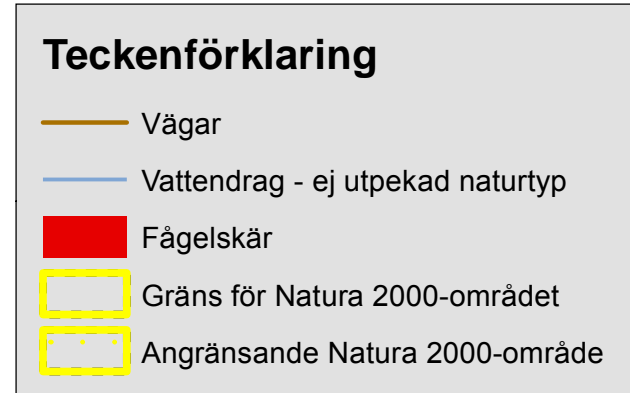 Teckenförklaring
Vägar
Vattendrag - ej utpekad naturtyp
Fågelskär
Gräns för Natura 2000-området
Angränsande Natura 2000-område